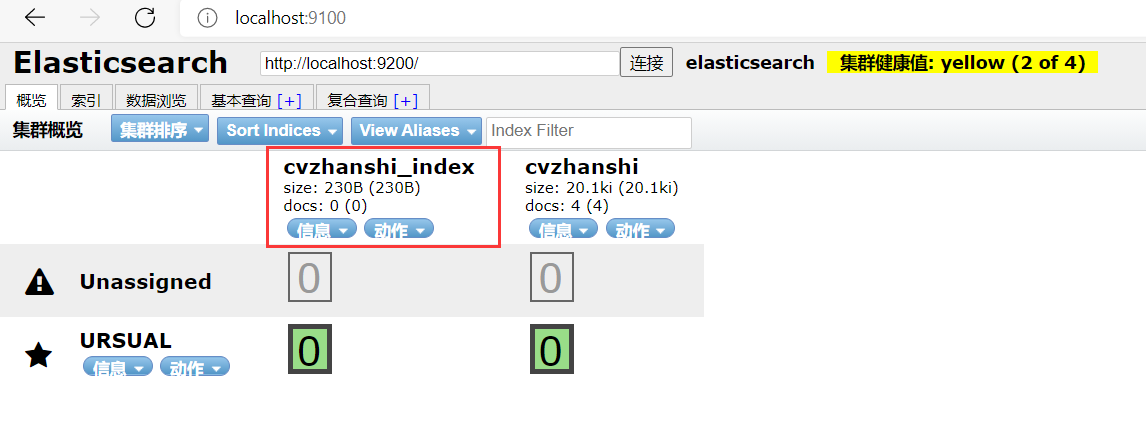 localhost:9100
Elasticsearch http://localhost:9200/ 连接 elasticsearch 集群健康值: yellow (2 of 4)
概览 索引 数据浏览 基本查询 [+] 复合查询 [+]
集群概览 集群排序 Sort Indices View Aliases Index Filter
cvzhanshi_index cvzhanshi
size: 230B (230B) size: 20.1ki (20.1ki)
docs: 0 (0) docs: 4 (4)
信息 动作 信息 动作
Unassigned 0 0
URSUAL 0 0
信息 动作